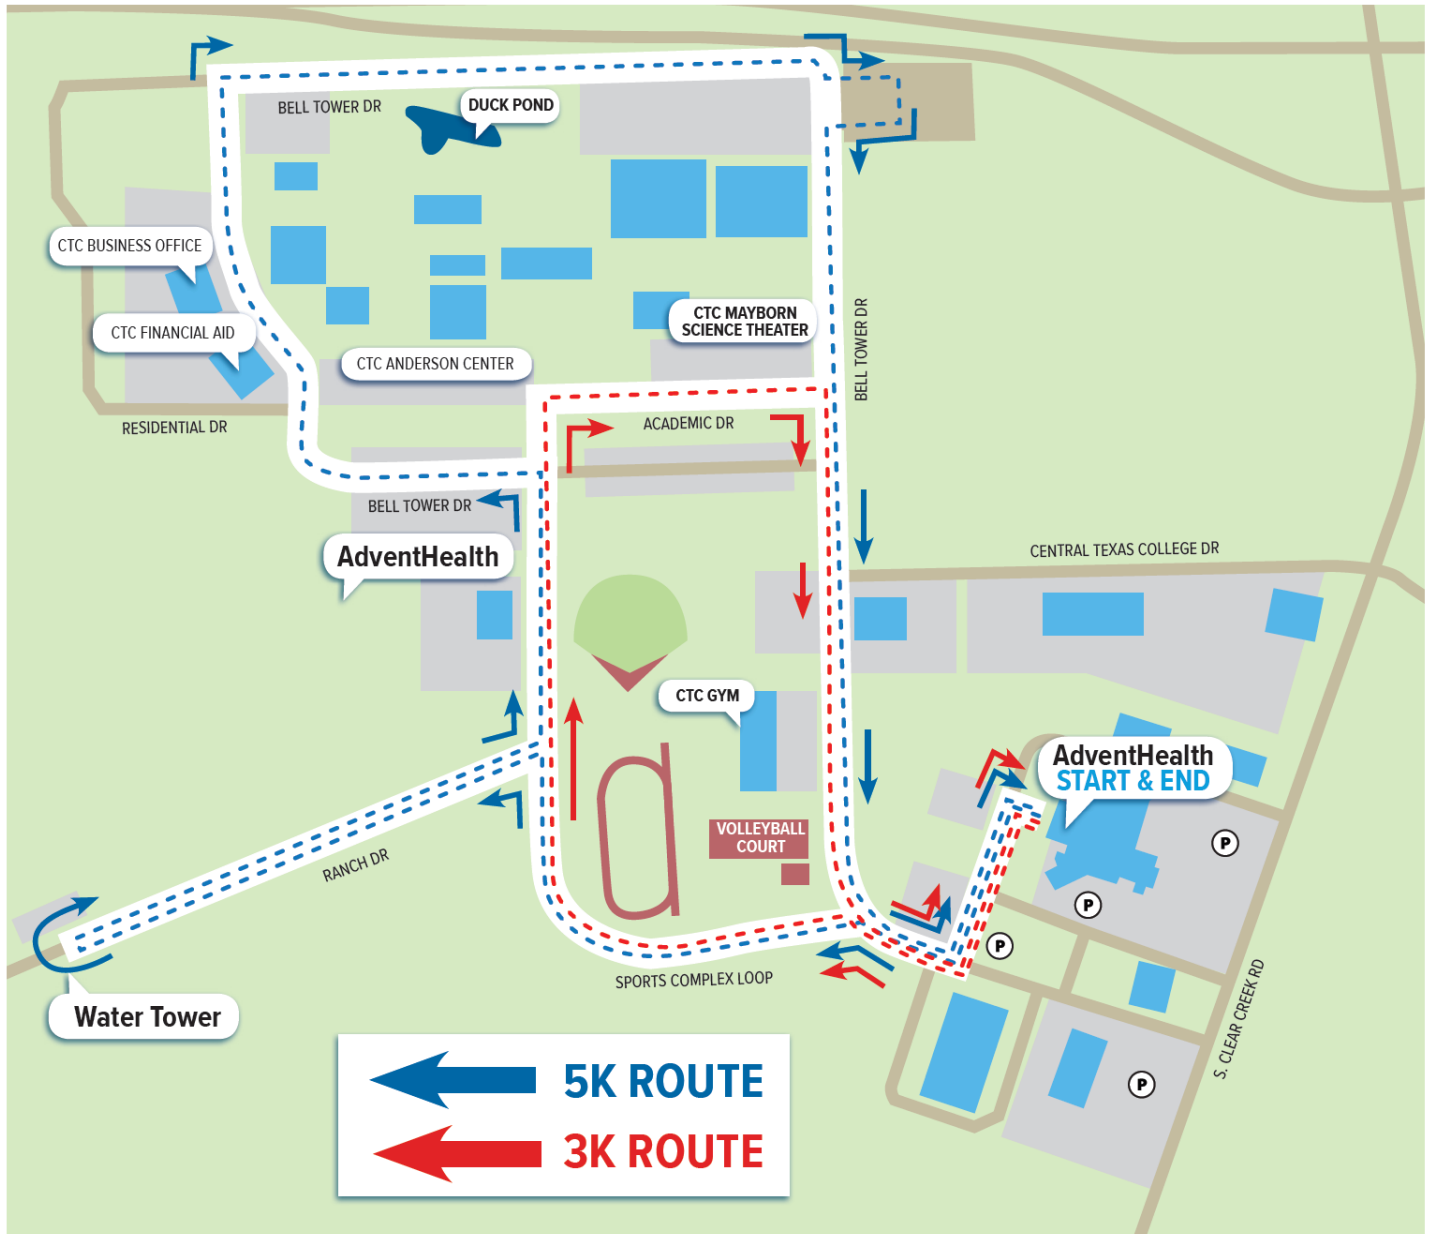 BELL TOWER DR
DUCK POND
CTC BUSINESS OFFICE
CTC FINANCIAL AID
CTC ANDERSON CENTER
CTC MAYBORN
SCIENCE THEATER
BELL TOWER DR
RESIDENTIAL DR
ACADEMIC DR
BELL TOWER DR
AdventHealth
CENTRAL TEXAS COLLEGE DR
CTC GYM
AdventHealth
START & END
VOLLEYBALL
COURT
P
RANCH DR
P
P
SPORTS COMPLEX LOOP
Water Tower
S. CLEAR CREEK RD
P
5K ROUTE
3K ROUTE